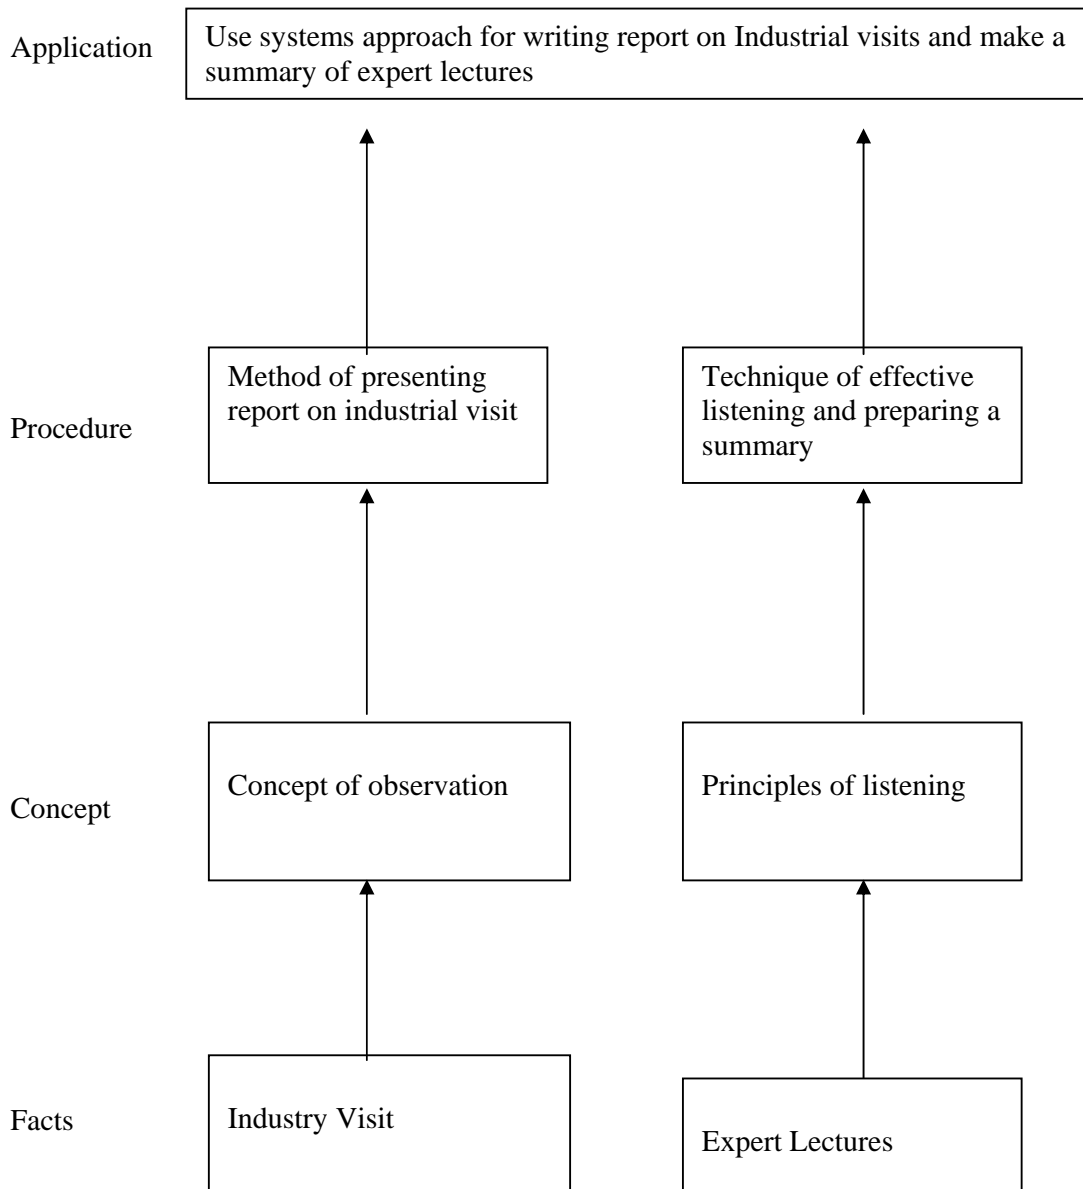 Application
Use systems approach for writing report on Industrial visits and make a
summary of expert lectures
Procedure
Method of presenting
report on industrial visit
Technique of effective
listening and preparing a
summary
Concept
Concept of observation
Principles of listening
Facts
Industry Visit
Expert Lectures